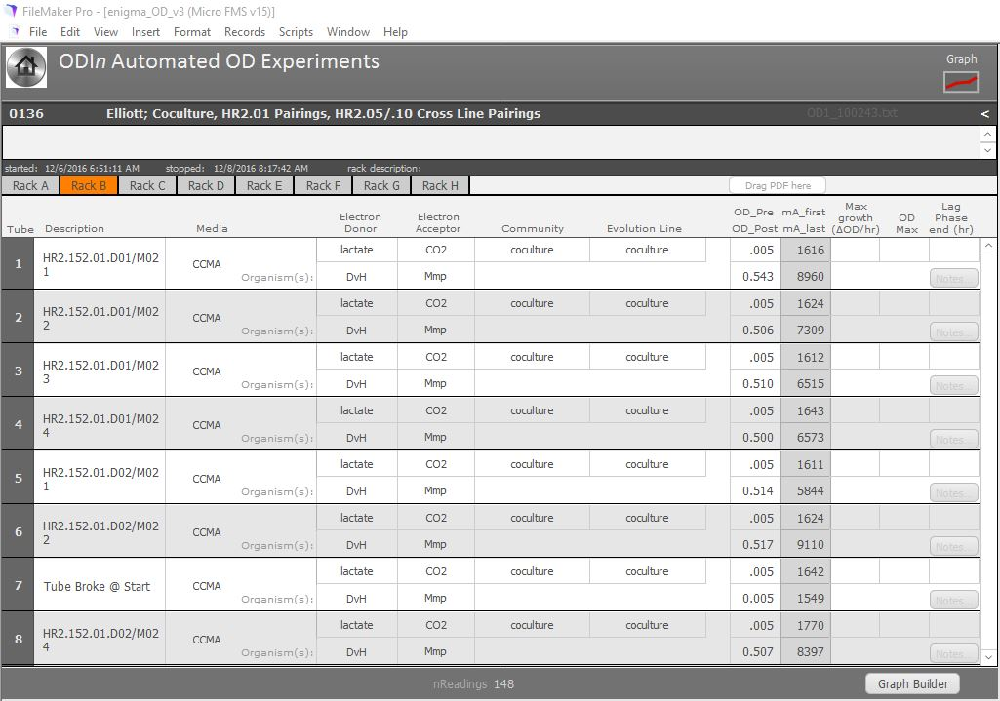 FileMaker Pro - [enigma_OD_v3 (Micro FMS v15)]
File Edit View Insert Format Records Scripts Window Help
ODIn Automated OD Experiments
Graph
0136 Elliott; Coculture, HR2.01 Pairings, HR2.05/.10 Cross Line Pairings OD1_100243.txt <
started: 12/6/2016 6:51:11 AM stopped: 12/8/2016 8:17:42 AM rack description:
Rack A Rack B Rack C Rack D Rack E Rack F Rack G Rack H Drag PDF here
Tube Description Media Electron Donor Electron Acceptor Community Evolution Line OD_Pre OD_Post mA_first mA_last Max growth (ΔOD/hr) OD Max Lag Phase end (hr)
1 HR2.152.01.D01/M02 1 CCMA lactate CO2 coculture coculture .005 1616
Organism(s): DvH Mmp 0.543 8960 Notes...
2 HR2.152.01.D01/M02 2 CCMA lactate CO2 coculture coculture .005 1624
Organism(s): DvH Mmp 0.506 7309 Notes...
3 HR2.152.01.D01/M02 3 CCMA lactate CO2 coculture coculture .005 1612
Organism(s): DvH Mmp 0.510 6515 Notes...
4 HR2.152.01.D01/M02 4 CCMA lactate CO2 coculture coculture .005 1643
Organism(s): DvH Mmp 0.500 6573 Notes...
5 HR2.152.01.D02/M02 1 CCMA lactate CO2 coculture coculture .005 1611
Organism(s): DvH Mmp 0.514 5844 Notes...
6 HR2.152.01.D02/M02 2 CCMA lactate CO2 coculture coculture .005 1624
Organism(s): DvH Mmp 0.517 9110 Notes...
7 Tube Broke @ Start CCMA lactate CO2 coculture coculture .005 1642
Organism(s): DvH Mmp 0.005 1549 Notes...
8 HR2.152.01.D02/M02 4 CCMA lactate CO2 coculture coculture .005 1770
Organism(s): DvH Mmp 0.507 8397 Notes...
nReadings 148 Graph Builder